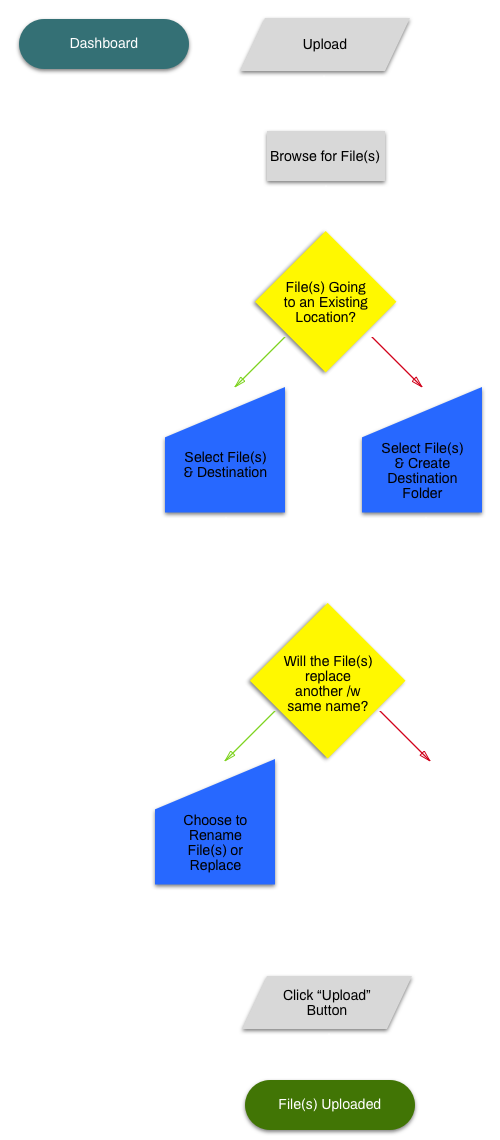 Dashboard
Upload
Browse for File(s)
File(s) Going
to an Existing
Location?
Select File(s)
& Destination
Select File(s)
& Create
Destination
Folder
Will the File(s)
replace
another /w
same name?
Choose to
Rename
File(s) or
Replace
Click “Upload”
Button
File(s) Uploaded